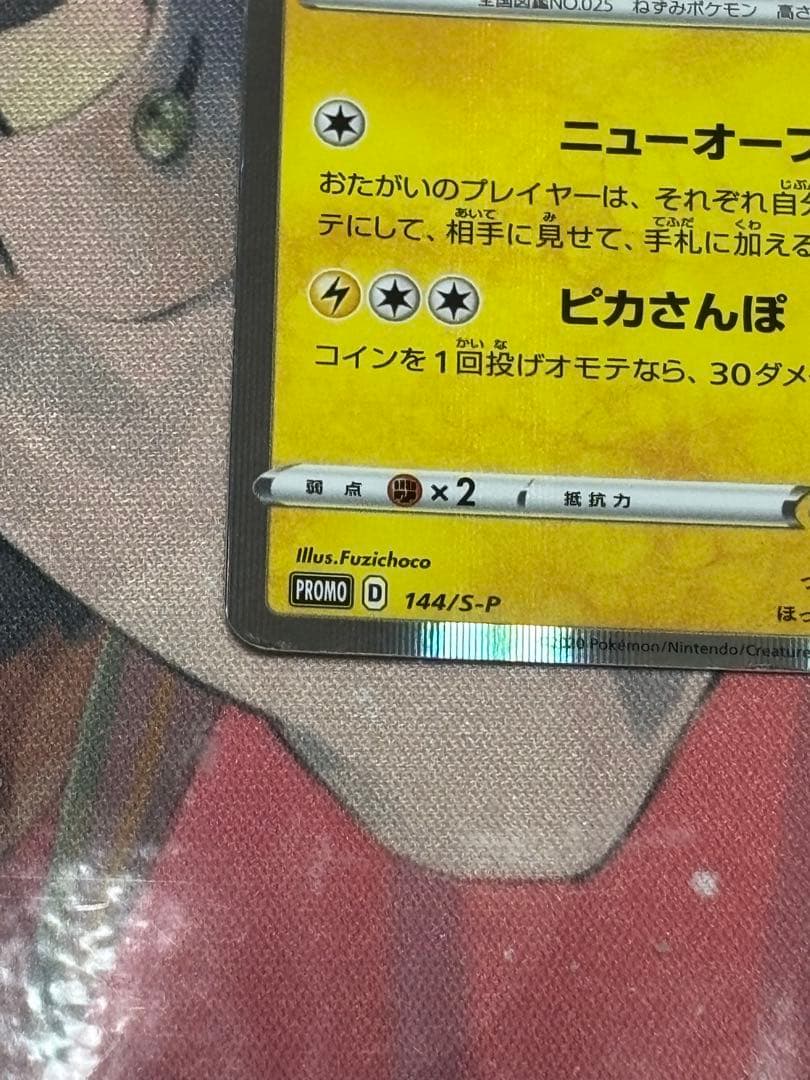 全国図鑑NO.025 ねずみポケモン 高さ
ニューオープ
おたがいのプレイヤーは、それぞれ自分
テにして、相手に見せて、手札に加える
ピカさんぽ
コインを1回投げオモテなら、30ダメ
弱点 ×2 抵抗力
Illus.Fuzichoco
PROMO D 144/S-P
ほっ
Pokémon/Nintendo/Creature